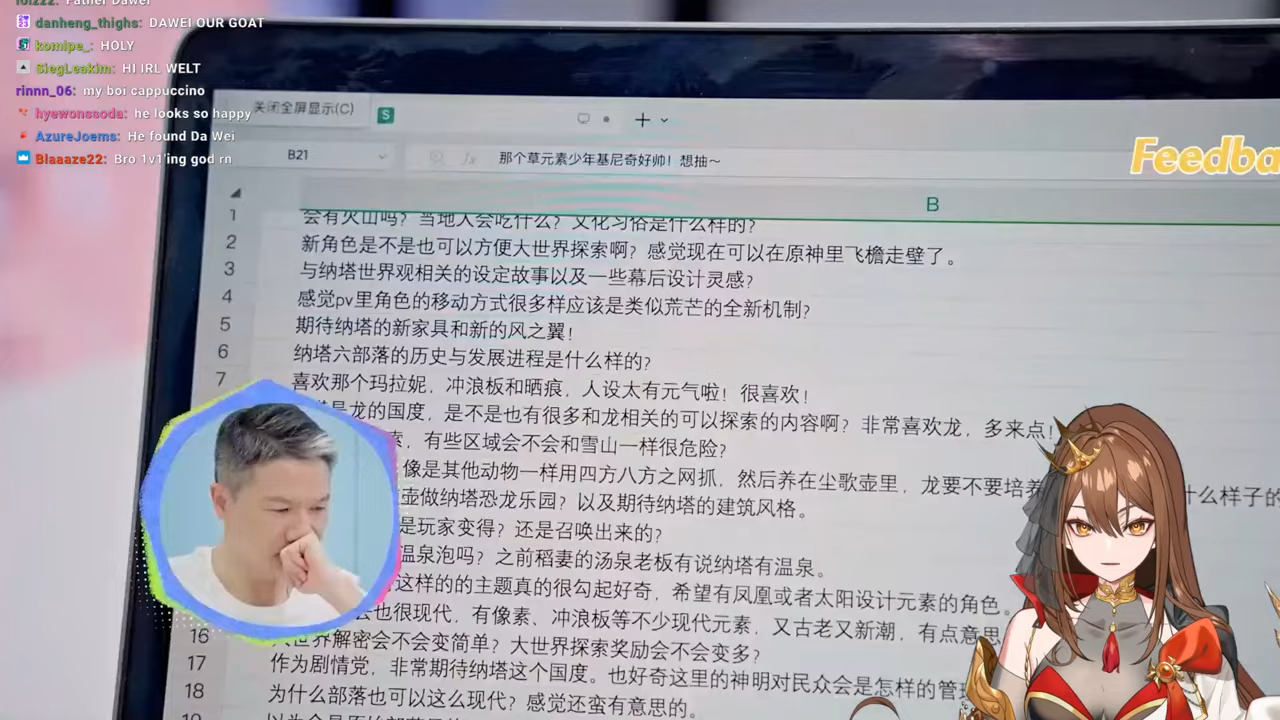 lolzzz: Father Dawei
danheng_thighs: DAWEI OUR GOAT
komipe_: HOLY
SiegLeakim: HI IRL WELT
rinnn_06: my boi cappuccino
hyewonssoda: he looks so happy
AzureJoems: He found Da Wei
Blaaaze22: Bro 1v1'ing god rn
关闭全屏显示(C)
S
B21
fx
那个草元素少年基尼奇好帅！想抽～
Feedba
B
1 会有火山吗？当地人会吃什么？文化习俗是什么样的？
2 新角色是不是也可以方便大世界探索啊？感觉现在可以在原神里飞檐走壁了。
3 与纳塔世界观相关的设定故事以及一些幕后设计灵感？
4 感觉pv里角色的移动方式很多样应该是类似荒芒的全新机制？
5 期待纳塔的新家具和新的风之翼！
6 纳塔六部落的历史与发展进程是什么样的？
7 喜欢那个玛拉妮，冲浪板和晒痕，人设太有元气啦！很喜欢！
是龙的国度，是不是也有很多和龙相关的可以探索的内容啊？非常喜欢龙，多来点！
索，有些区域会不会和雪山一样很危险？
像是其他动物一样用四方八方之网抓，然后养在尘歌壶里，龙要不要培养 什么样子的
壶做纳塔恐龙乐园？以及期待纳塔的建筑风格。
是玩家变得？还是召唤出来的？
温泉泡吗？之前稻妻的汤泉老板有说纳塔有温泉。
这样的的主题真的很勾起好奇，希望有凤凰或者太阳设计元素的角色。
会也很现代，有像素、冲浪板等不少现代元素，又古老又新潮，有点意思
16 大世界解密会不会变简单？大世界探索奖励会不会变多？
17 作为剧情党，非常期待纳塔这个国度。也好奇这里的神明对民众会是怎样的管
18 为什么部落也可以这么现代？感觉还蛮有意思的。